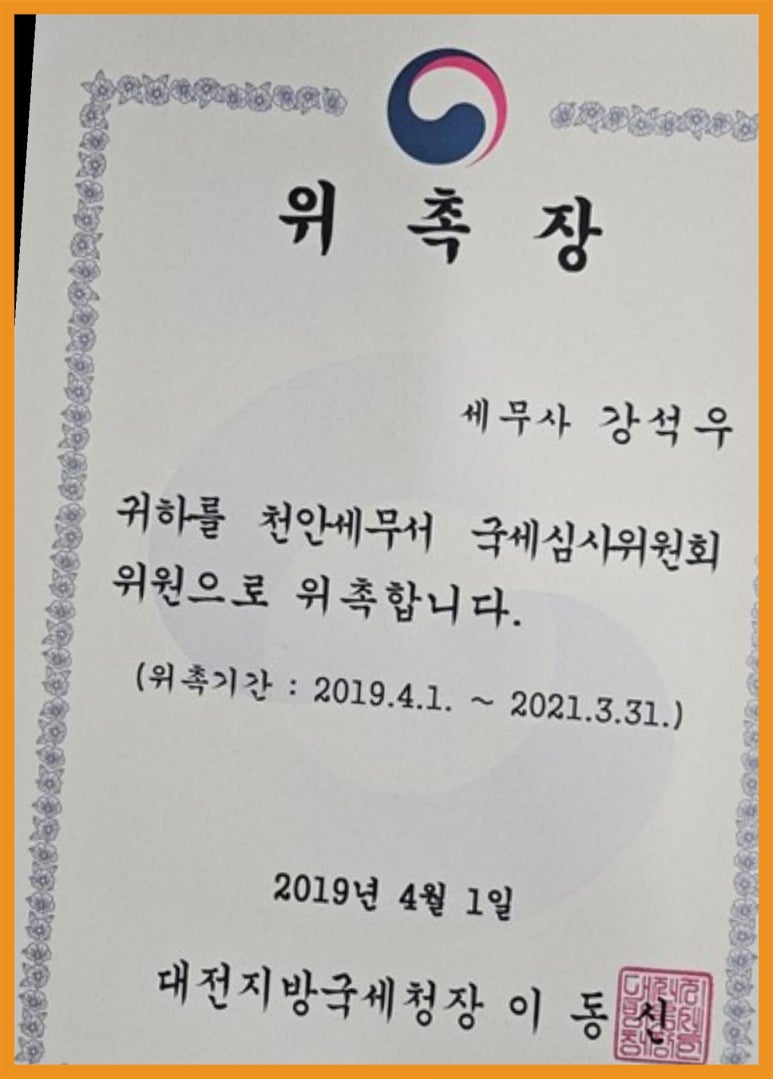 위 촉 장
세무사 강석우
귀하를 천안세무서 국세심사위원회
위원으로 위촉합니다.
(위촉기간 : 2019.4.1. ~ 2021.3.31.)
2019년 4월 1일
대전지방국세청장 이 동 신